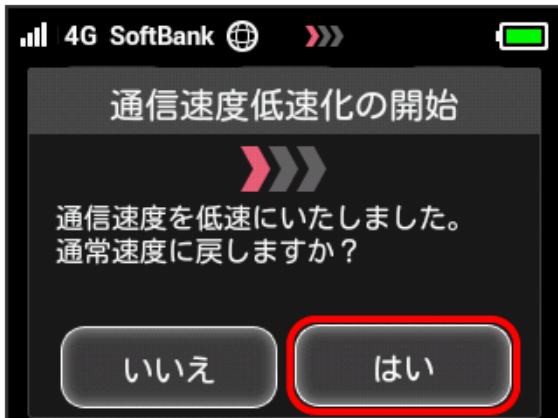 4G SoftBank
通信速度低速化の開始
通信速度を低速にいたしました。
通常速度に戻しますか？
いいえ はい